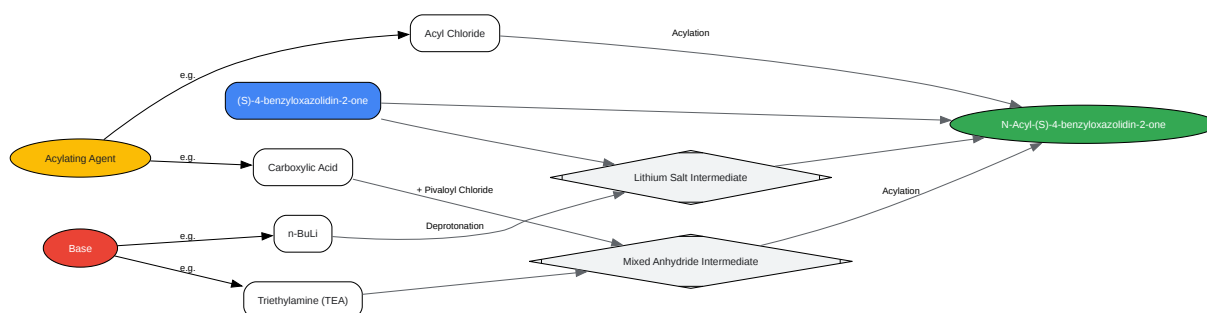 Acyl Chloride
Acylation
e.g.
(S)-4-benzyloxazolidin-2-one
N-Acyl-(S)-4-benzyloxazolidin-2-one
Acylating Agent
e.g.
Carboxylic Acid
Lithium Salt Intermediate
+ Pivaloyl Chloride
Acylation
Deprotonation
n-BuLi
e.g.
Base
e.g.
Mixed Anhydride Intermediate
Triethylamine (TEA)